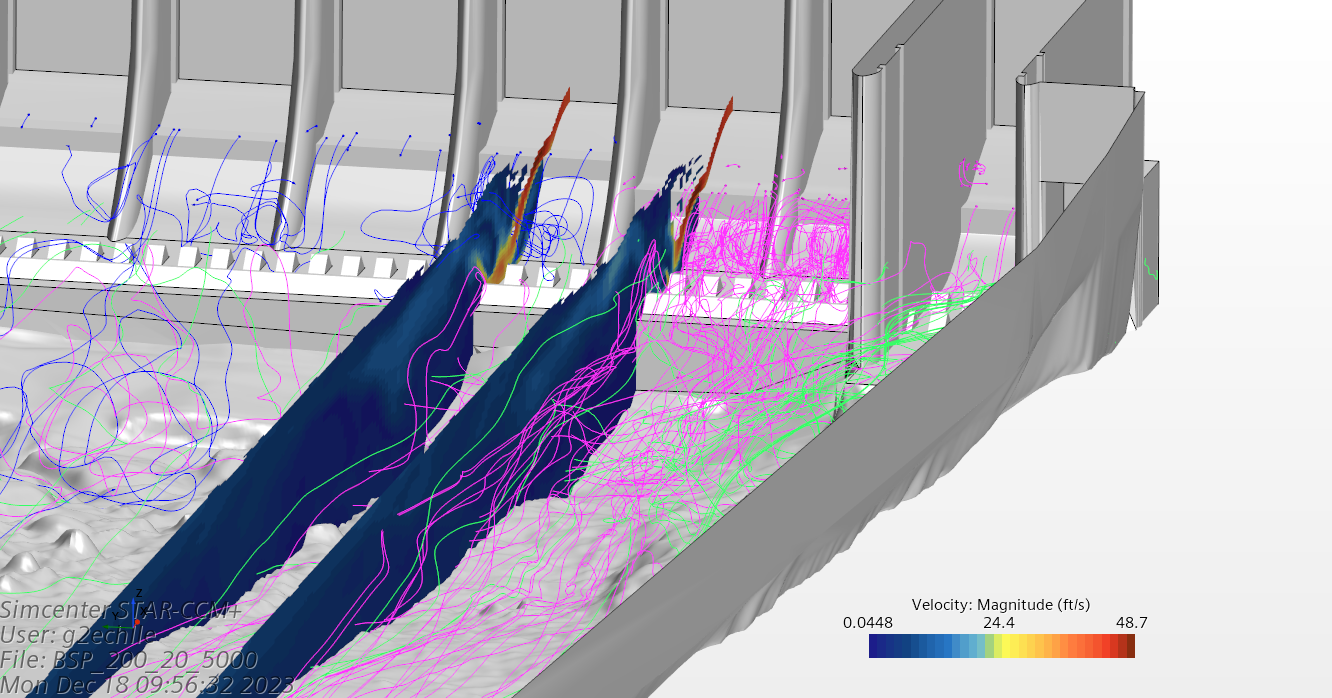 Z
Y
Simcenter STAR-CCM+
User: g2echlle
File: BSP_200_20_5000
Mon Dec 18 09:56:32 2023
Velocity: Magnitude (ft/s)
0.0448 24.4 48.7